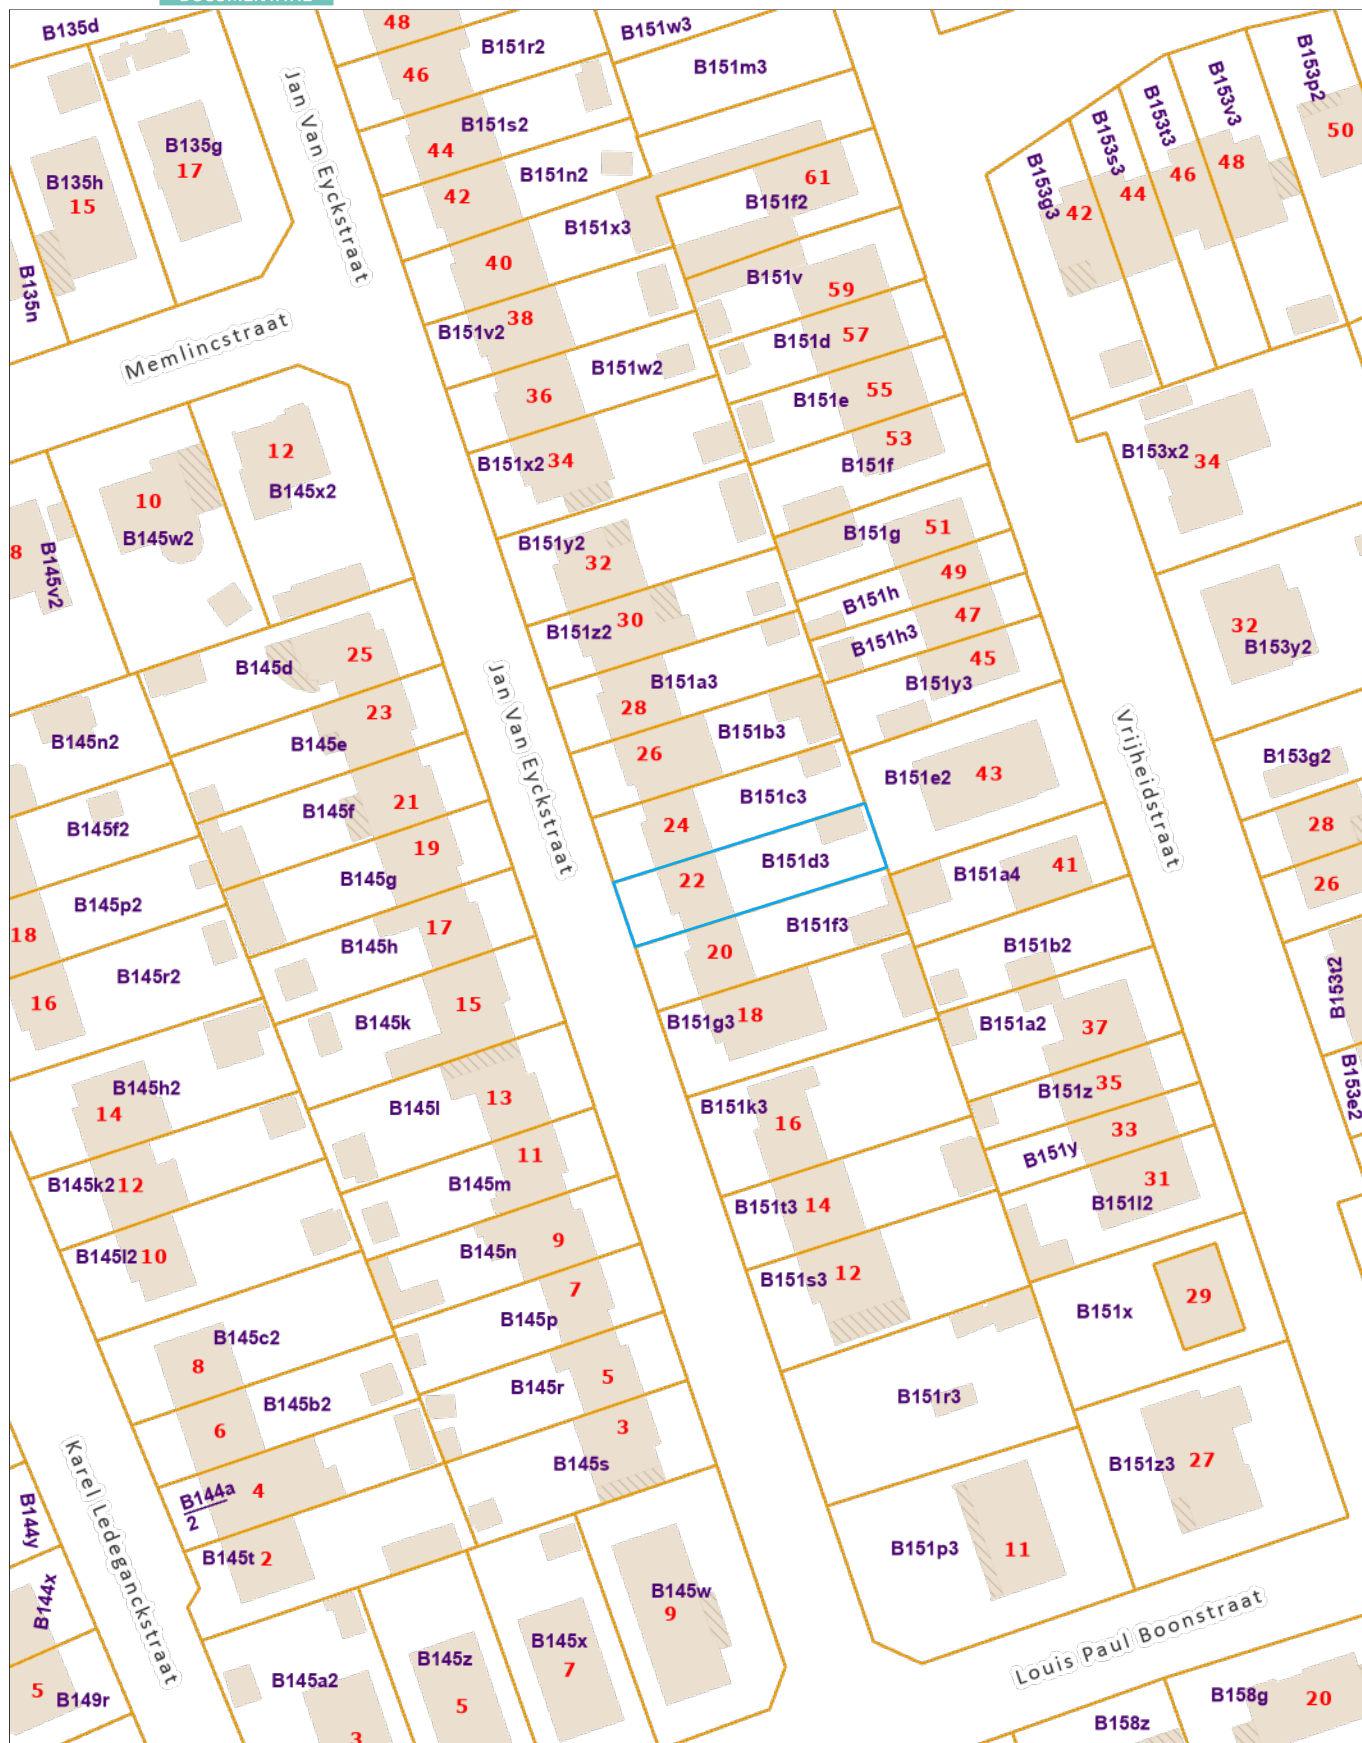 B135d
48
B151r2
B151w3
46
B151m3
Jan Van Eyckstraat
B153p2
50
B153v3
B153t3
B153s3
B151s2
44
B135g
17
B151n2
42
61
B151f2
B153g3
42
44
46
48
B135h
15
B151x3
40
B135n
B151v
59
Memlincstraat
B151v2
38
B151d
57
B151w2
36
B151e
55
12
B145x2
B151x2
34
53
B151f
B153x2
34
10
B145w2
8
B145v2
B151y2
32
B151g
51
49
B151h
47
B151h3
30
B151z2
32
B153y2
25
B145d
45
B151y3
B151a3
28
23
B145e
B145n2
B151b3
26
Jan Van Eyckstraat
Vrijheidstraat
B153g2
B151e2
43
21
B145f
B151c3
24
28
B145f2
19
B145g
B151d3
22
41
B151a4
26
B145p2
18
17
B145h
B151f3
20
B151b2
B145r2
16
15
B145k
B151g3
18
B151a2
37
B153t2
B145h2
14
13
B145l
B151k3
16
B151z
35
B153e2
33
B151y
11
B145m
B145k2
12
B151t3
14
31
B151l2
9
B145n
B145l2
10
B151s3
12
7
B145p
B151x
29
B145c2
8
5
B145r
B151r3
B145b2
6
3
B145s
B151z3
27
Karel Ledeganckstraat
B144a
2
4
B144y
B145t
2
B151p3
11
B144x
B145w
9
Louis Paul Boonstraat
B145x
7
B145z
5
B145a2
3
5
B149r
B158g
20
B158z